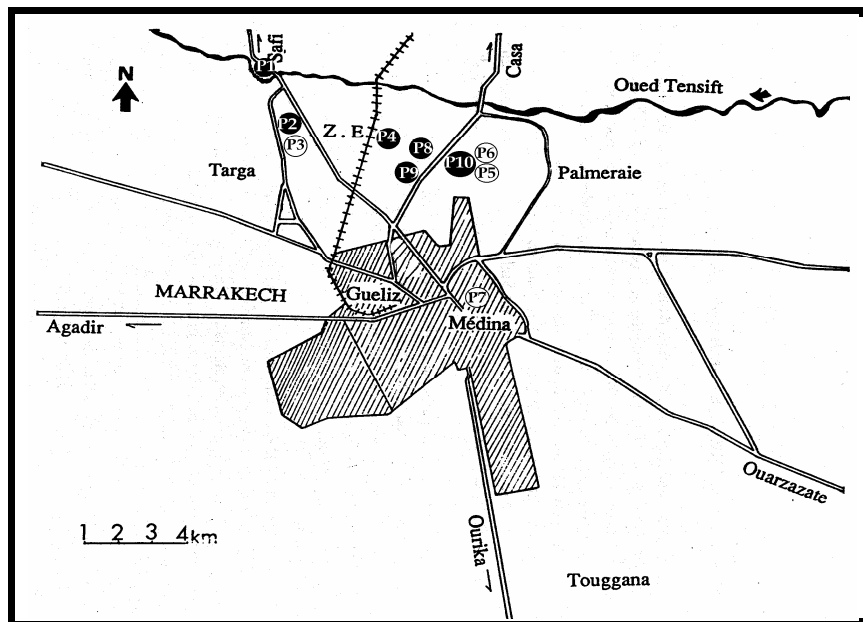 Safi
Casa
P1
N
Oued Tensift
P2
Z.E.
P4
P8
P3
P10
P6
Targa
P9
P5
Palmeraie
MARRAKECH
Gueliz
P7
Médina
Agadir
Ouarzazate
1 2 3 4km
Ourika
Touggana